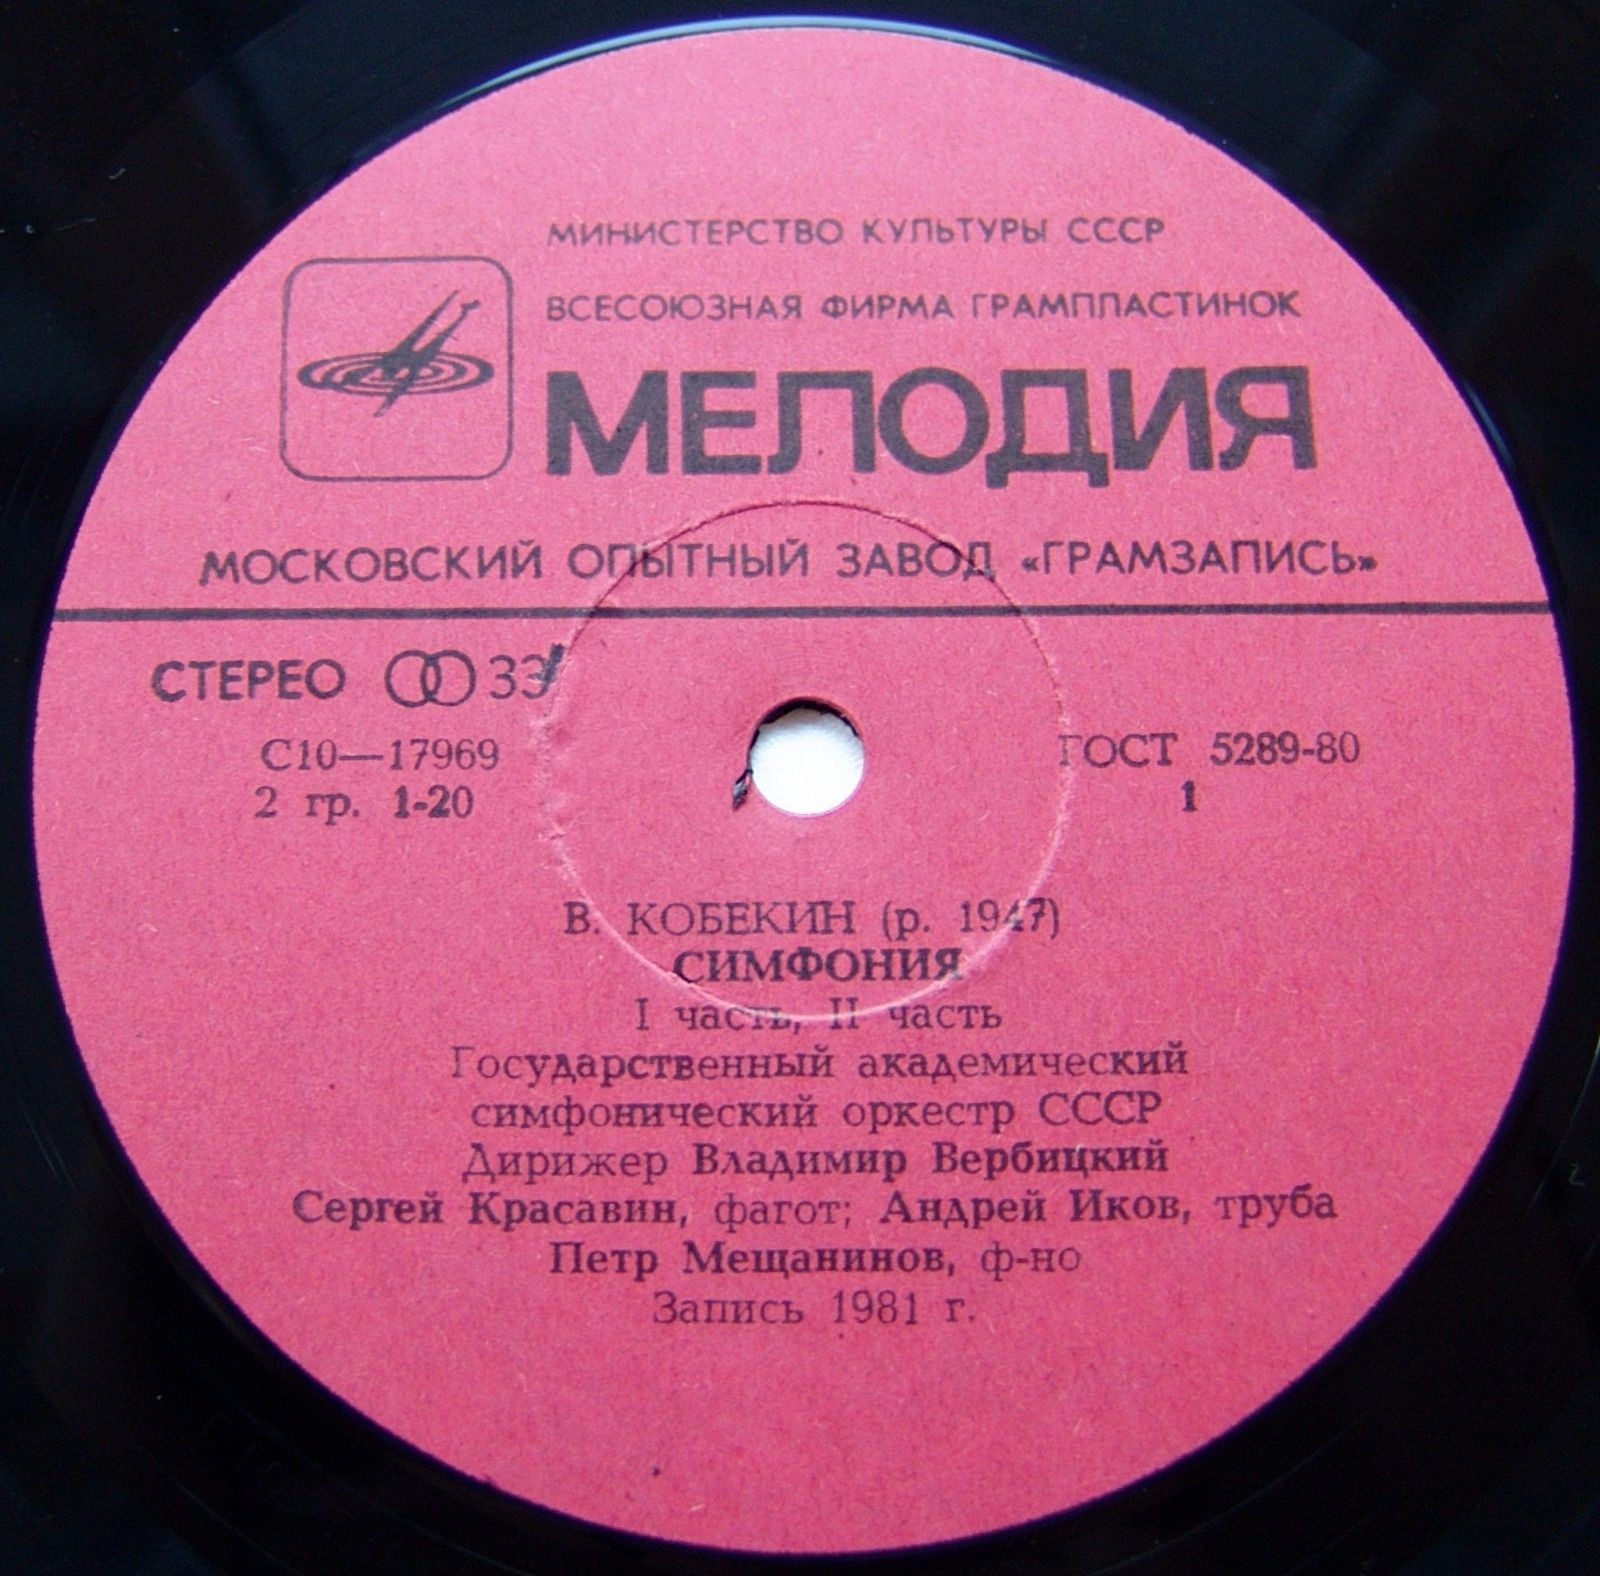 МИНИСТЕРСТВО КУЛЬТУРЫ СССР
ВСЕСОЮЗНАЯ ФИРМА ГРАМПЛАСТИНОК
МЕЛОДИЯ
МОСКОВСКИЙ ОПЫТНЫЙ ЗАВОД «ГРАМЗАПИСЬ»
СТЕРЕО 33
С10—17969 ГОСТ 5289-80
2 гр. 1-20 1
В. КОБЕКИН (р. 1947)
СИМФОНИЯ
I часть, II часть
Государственный академический
симфонический оркестр СССР
Дирижер Владимир Вербицкий
Сергей Красавин, фагот; Андрей Иков, труба
Петр Мещанинов, ф-но
Запись 1981 г.